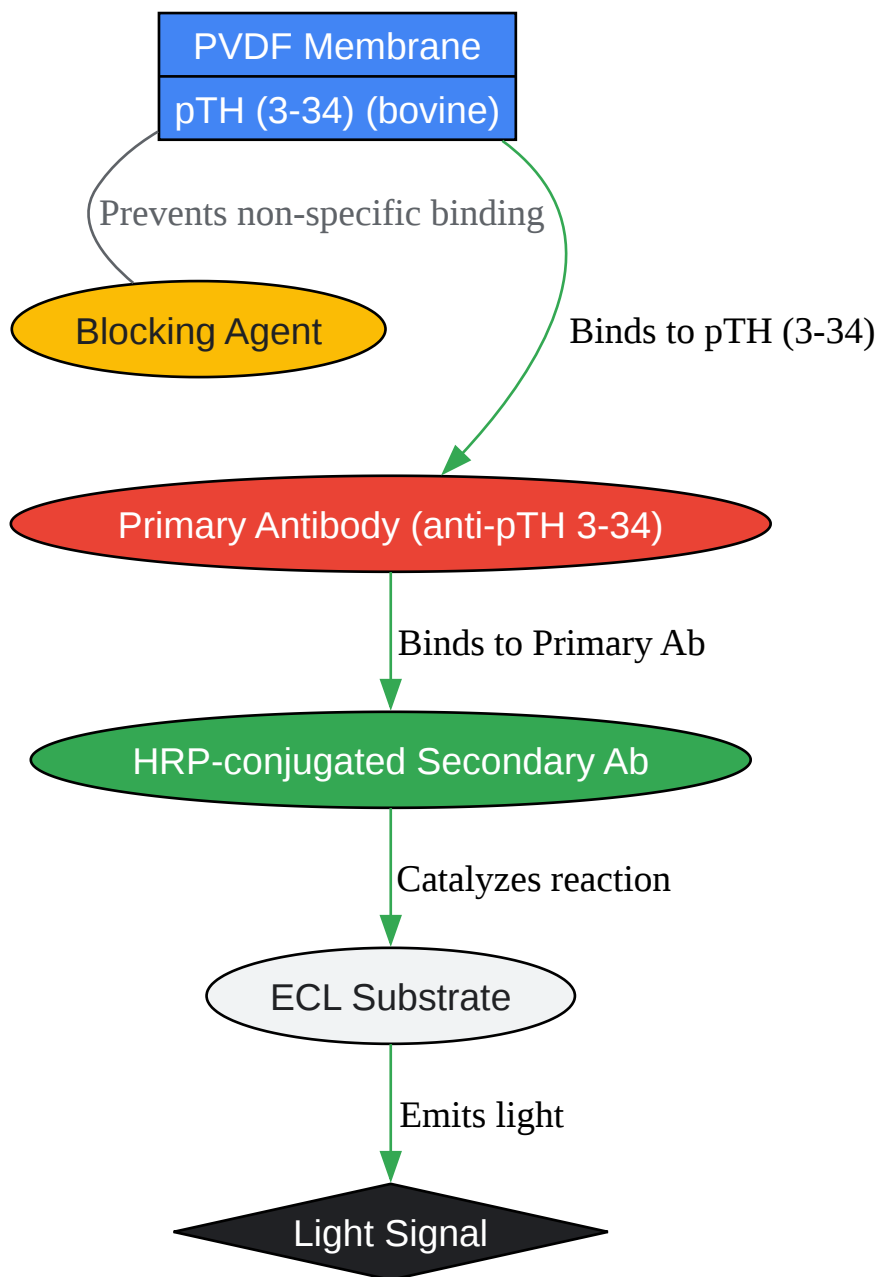 PVDF Membrane
pTH (3-34) (bovine)
Prevents non-specific binding
Blocking Agent
Binds to pTH (3-34)
Primary Antibody (anti-pTH 3-34)
Binds to Primary Ab
HRP-conjugated Secondary Ab
Catalyzes reaction
ECL Substrate
Emits light
Light Signal